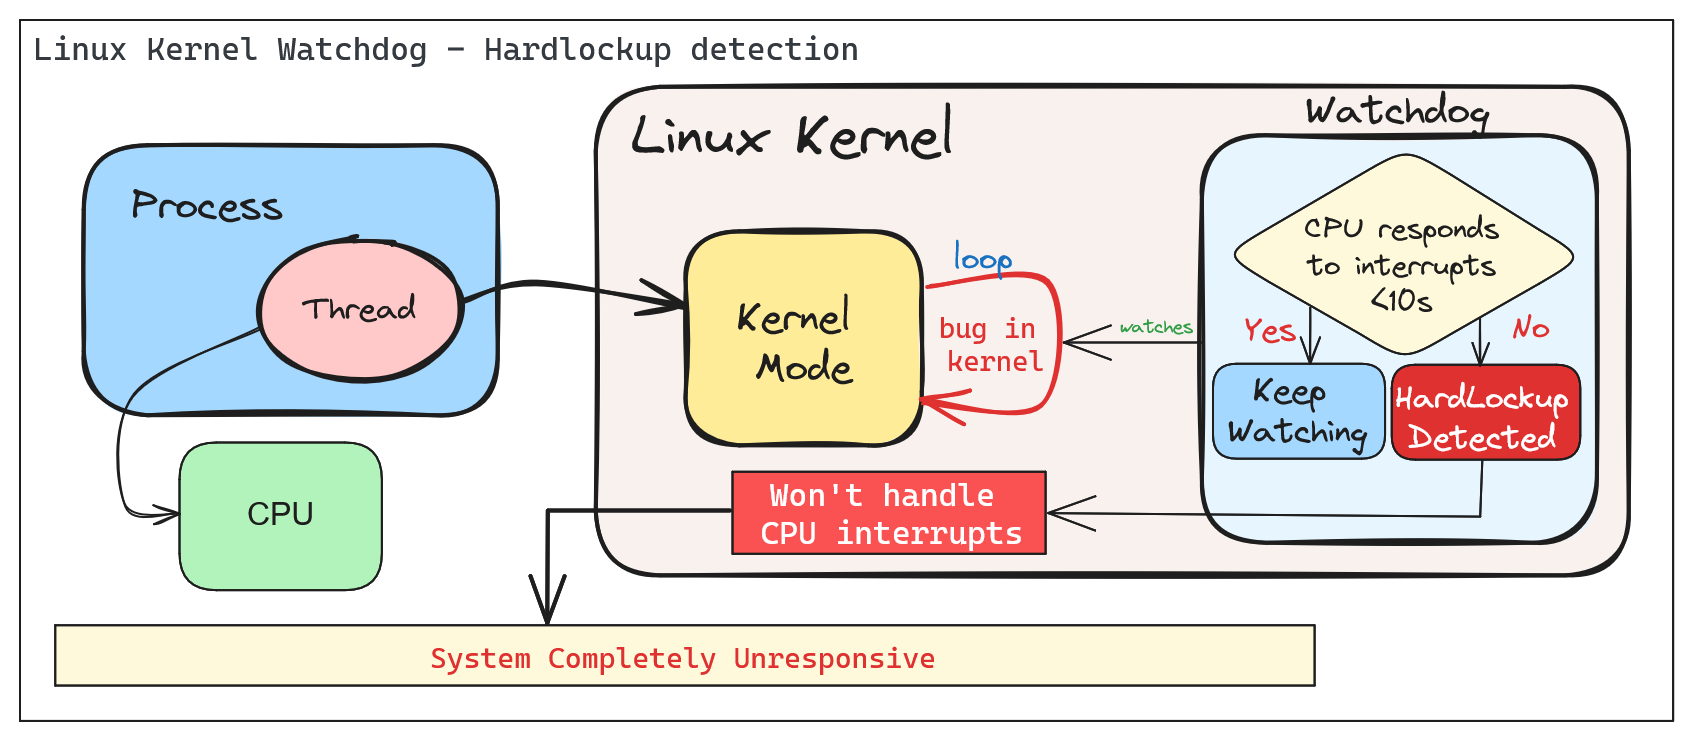 Linux Kernel Watchdog - Hardlockup detection
Process
Thread
CPU
Linux Kernel
Kernel
Mode
loop
bug in
kernel
watches
Watchdog
CPU responds
to interrupts
<10s
Yes
No
Keep
Watching
HardLockup
Detected
Won't handle
CPU interrupts
System Completely Unresponsive